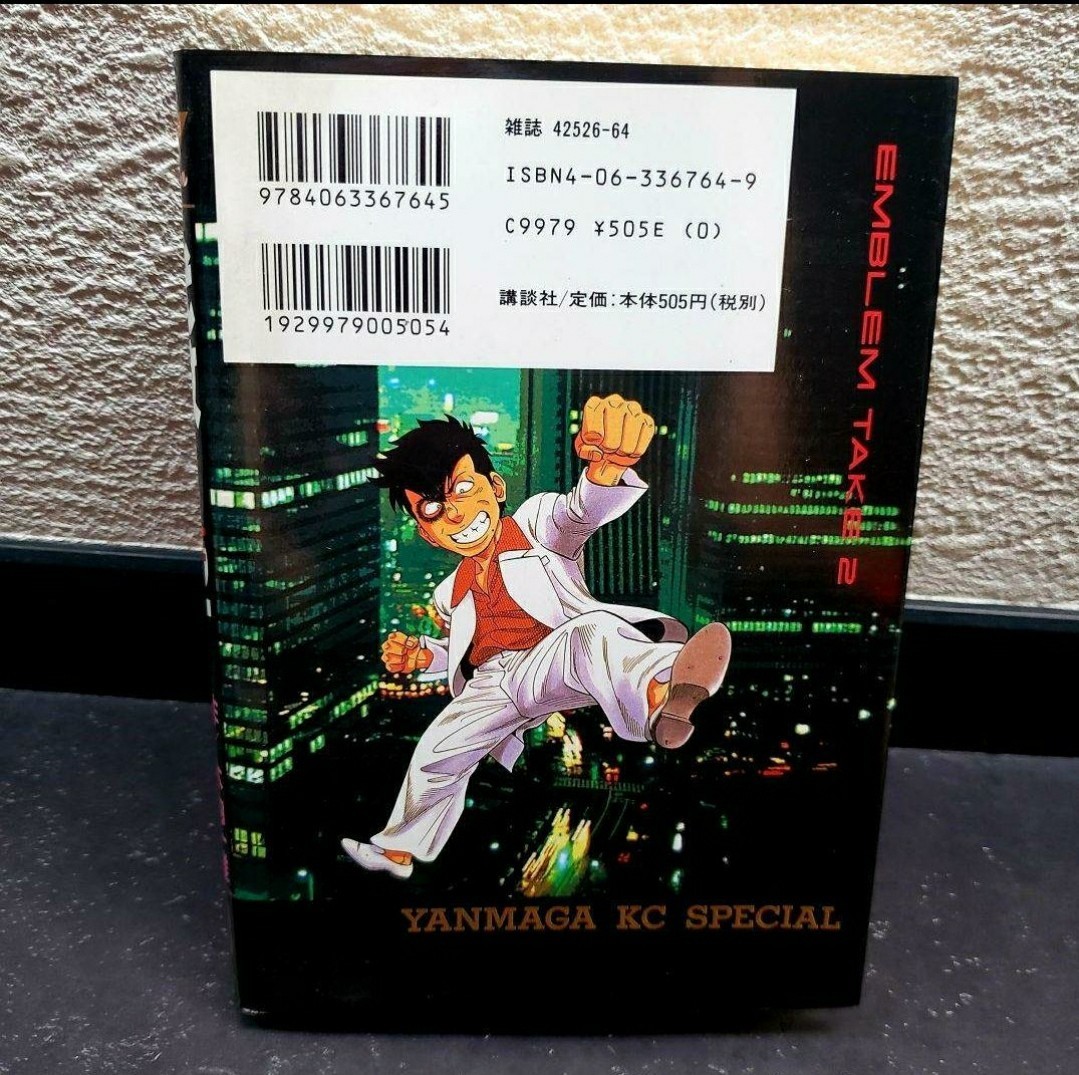 9784063367645
雑誌 42526-64
ISBN4-06-336764-9
C9979 ¥505E (0)
1929979005054
講談社/定価:本体505円(税別)
EMBLEM TAKE 2
YANMAGA KC SPECIAL